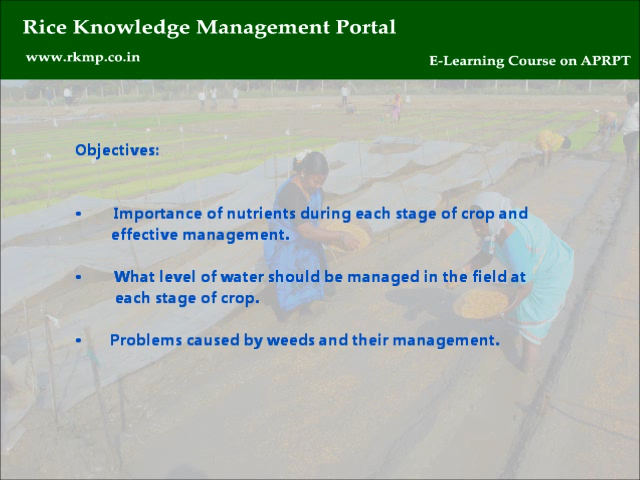 Rice Knowledge Management Portal
www.rkmp.co.in
E-Learning Course on APRPT
Objectives:
• Importance of nutrients during each stage of crop and
effective management.
• What level of water should be managed in the field at
each stage of crop.
• Problems caused by weeds and their management.